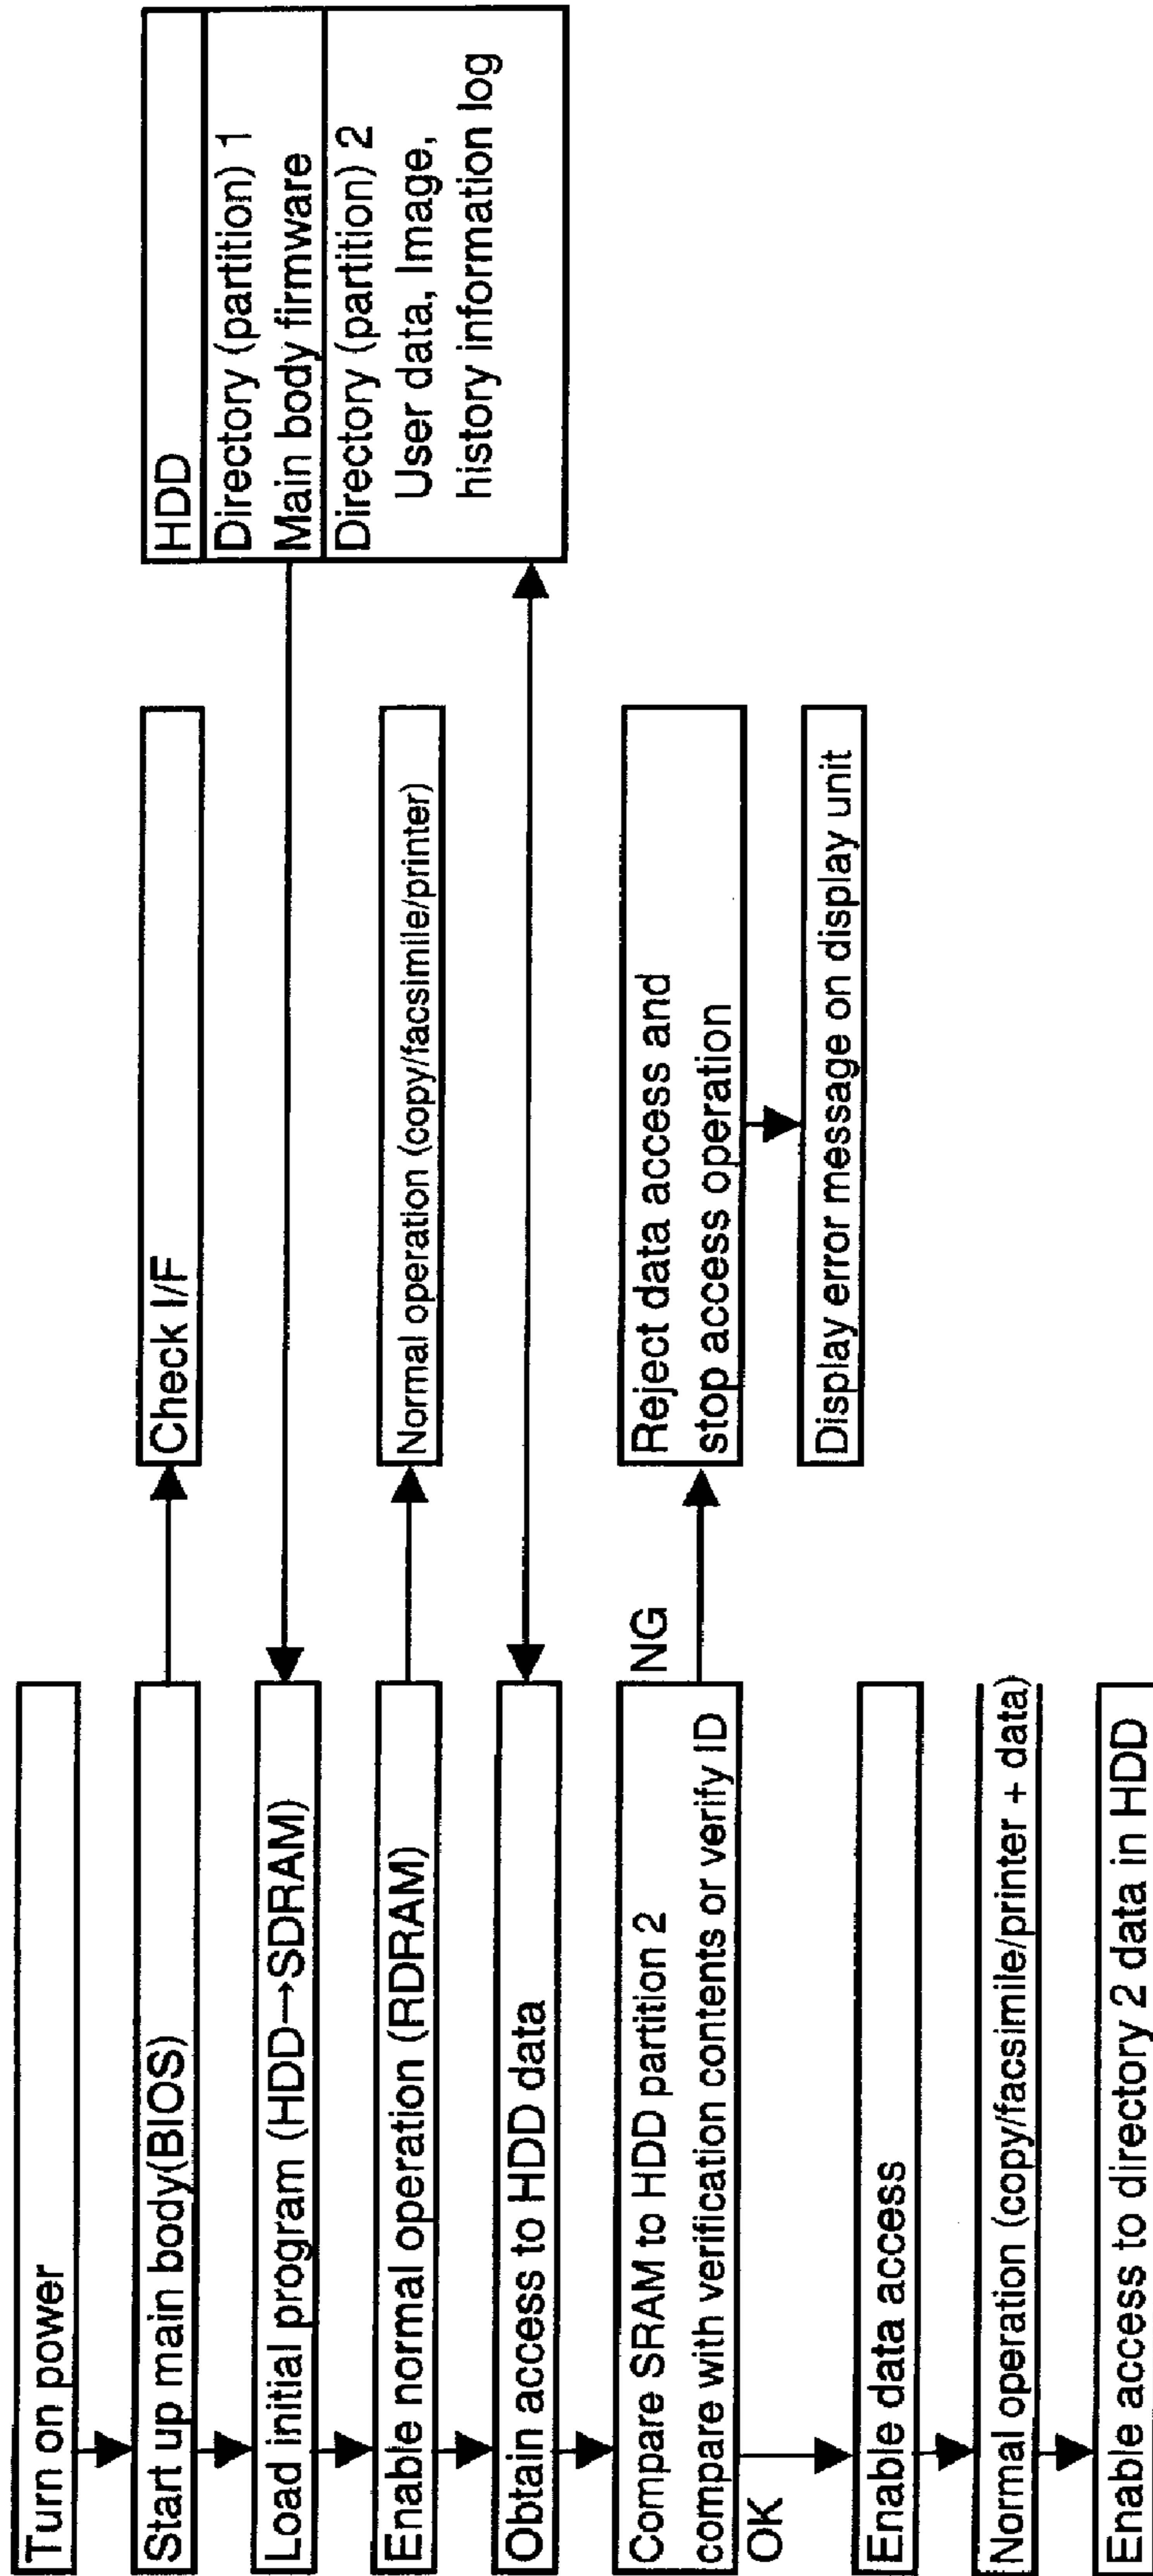 Turn on power
Start up main body(BIOS)
Check I/F
Load initial program (HDD→SDRAM)
Enable normal operation (RDRAM)
Normal operation (copy/facsimile/printer)
Obtain access to HDD data
Compare SRAM to HDD partition 2
compare with verification contents or verify ID
NG
OK
Reject data access and
stop access operation
Display error message on display unit
Enable data access
Normal operation (copy/facsimile/printer + data)
Enable access to directory 2 data in HDD
HDD
Directory (partition) 1
Main body firmware
Directory (partition) 2
User data, Image,
history information log